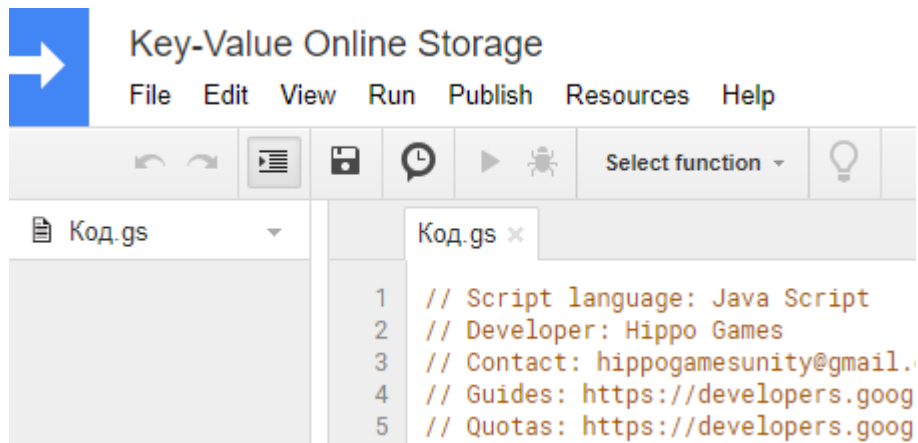 Key-Value Online Storage
File Edit View Run Publish Resources Help
Select function
Код.gs
Код.gs
1 // Script language: Java Script
2 // Developer: Hippo Games
3 // Contact: hippogamesunity@gmail.
4 // Guides: https://developers.goog
5 // Quotas: https://developers.goog